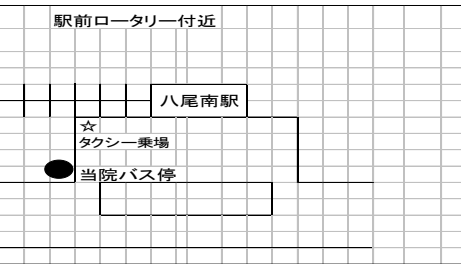 駅前ロータリー付近
八尾南駅
☆
タクシー乗場
当院バス停